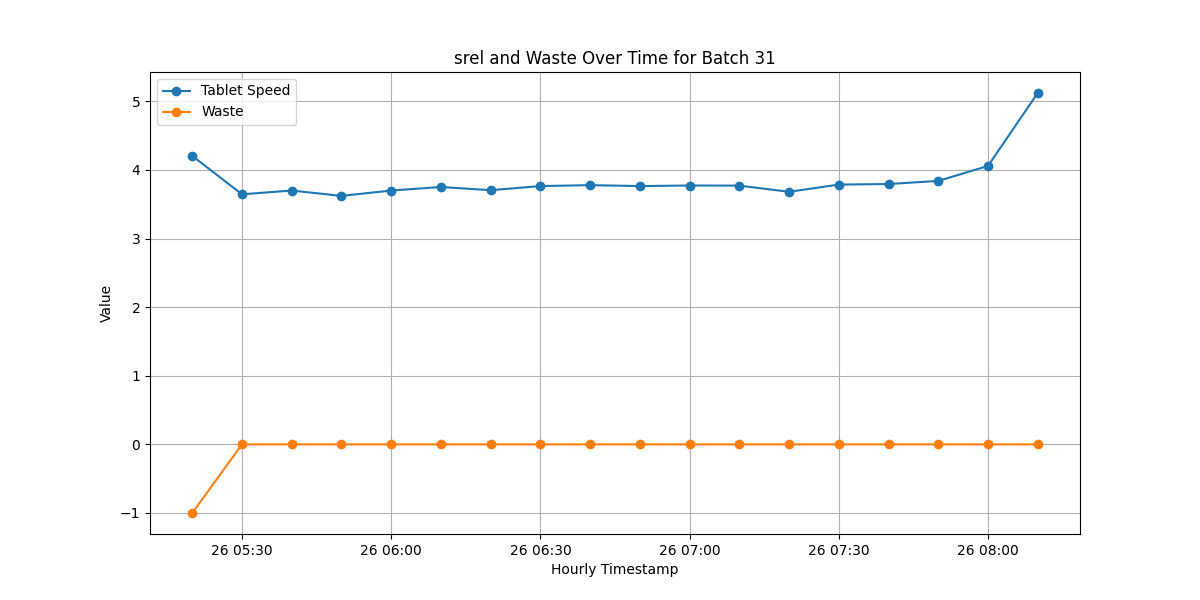 srel and Waste Over Time for Batch 31
Tablet Speed
Waste
5
4
3
2
1
0
−1
Value
26 05:30 26 06:00 26 06:30 26 07:00 26 07:30 26 08:00
Hourly Timestamp